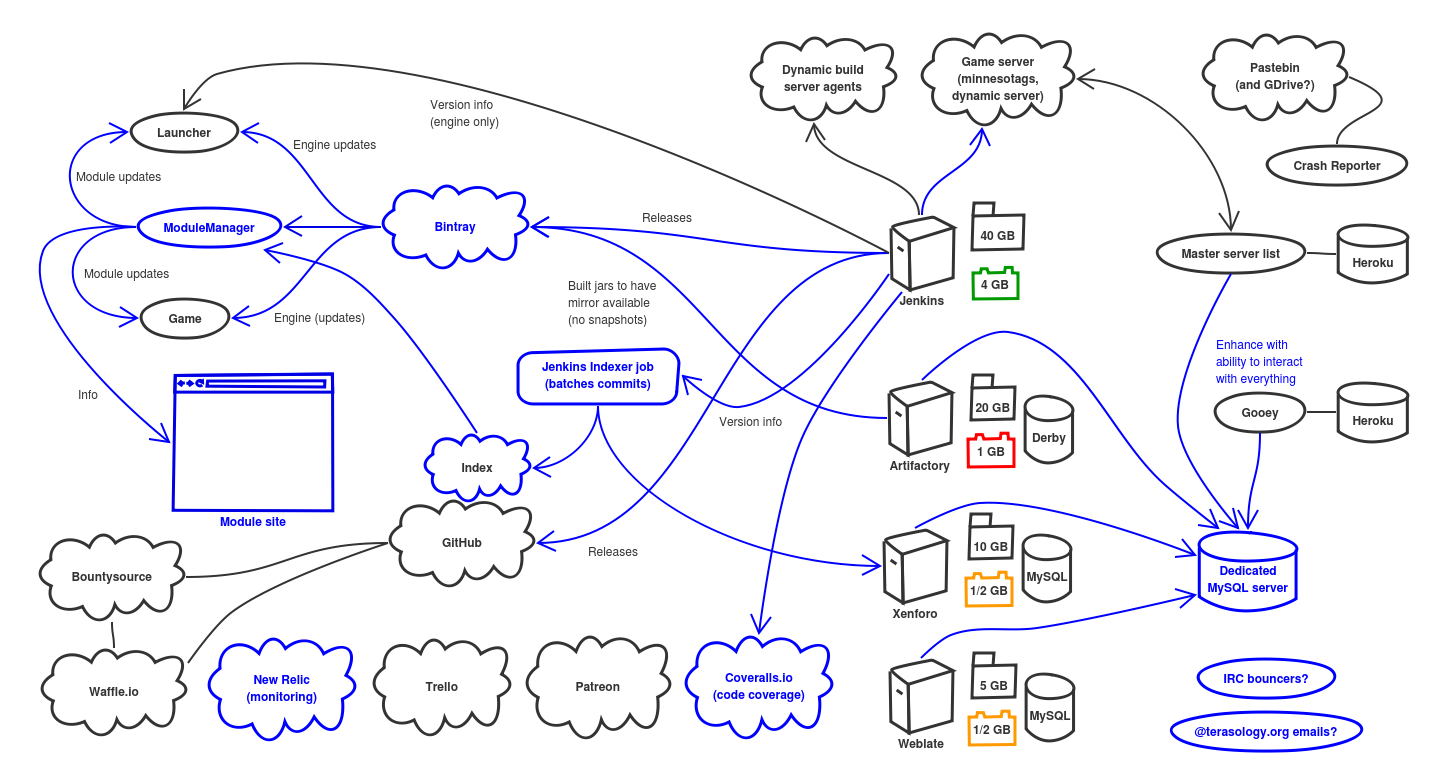 Dynamic build
server agents
Game server
(minnesotags,
dynamic server)
Pastebin
(and GDrive?)
Version info
(engine only)
Launcher
Engine updates
Crash Reporter
Module updates
ModuleManager
Bintray
Releases
40 GB
4 GB
Jenkins
Master server list
Heroku
Module updates
Game
Engine (updates)
Built jars to have
mirror available
(no snapshots)
Jenkins Indexer job
(batches commits)
Enhance with
ability to interact
with everything
Info
Version info
20 GB
1 GB
Derby
Artifactory
Gooey
Heroku
Index
Module site
GitHub
Releases
10 GB
1/2 GB
MySQL
Xenforo
Dedicated
MySQL server
Bountysource
Waffle.io
New Relic
(monitoring)
Trello
Patreon
Coveralls.io
(code coverage)
5 GB
1/2 GB
MySQL
Weblate
IRC bouncers?
@terasology.org emails?